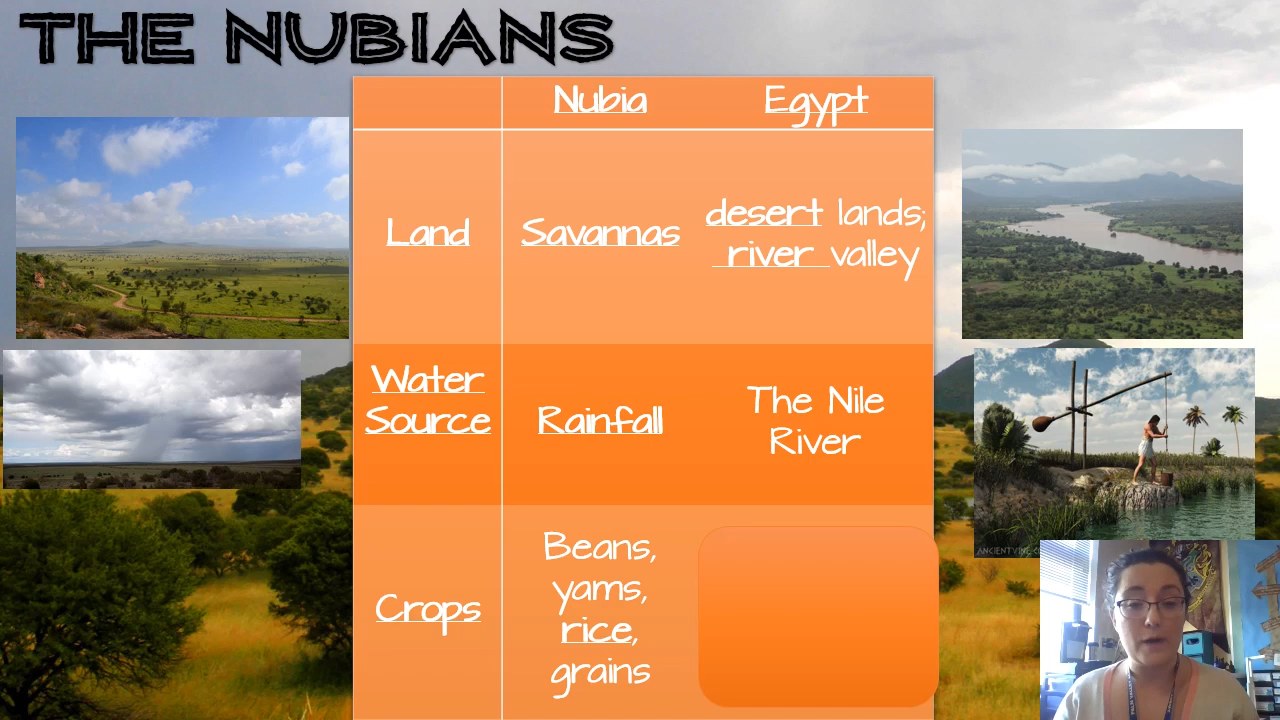 THE NUBIANS
Nubia Egypt
Land
Savannas
desert lands;
river valley
Water
Source
Rainfall
The Nile
River
Crops
Beans,
yams,
rice,
grains